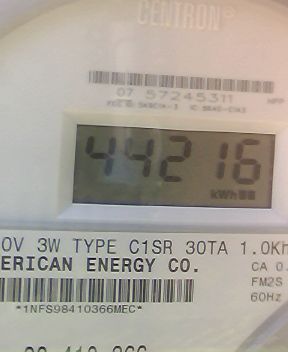 CENTRON®
07 57245311
44216
kWh
0V 3W TYPE C1SR 30TA 1.0Kh
ERICAN ENERGY CO.
CA 0.
FM2S
60Hz
*1NFS98410366MEC*